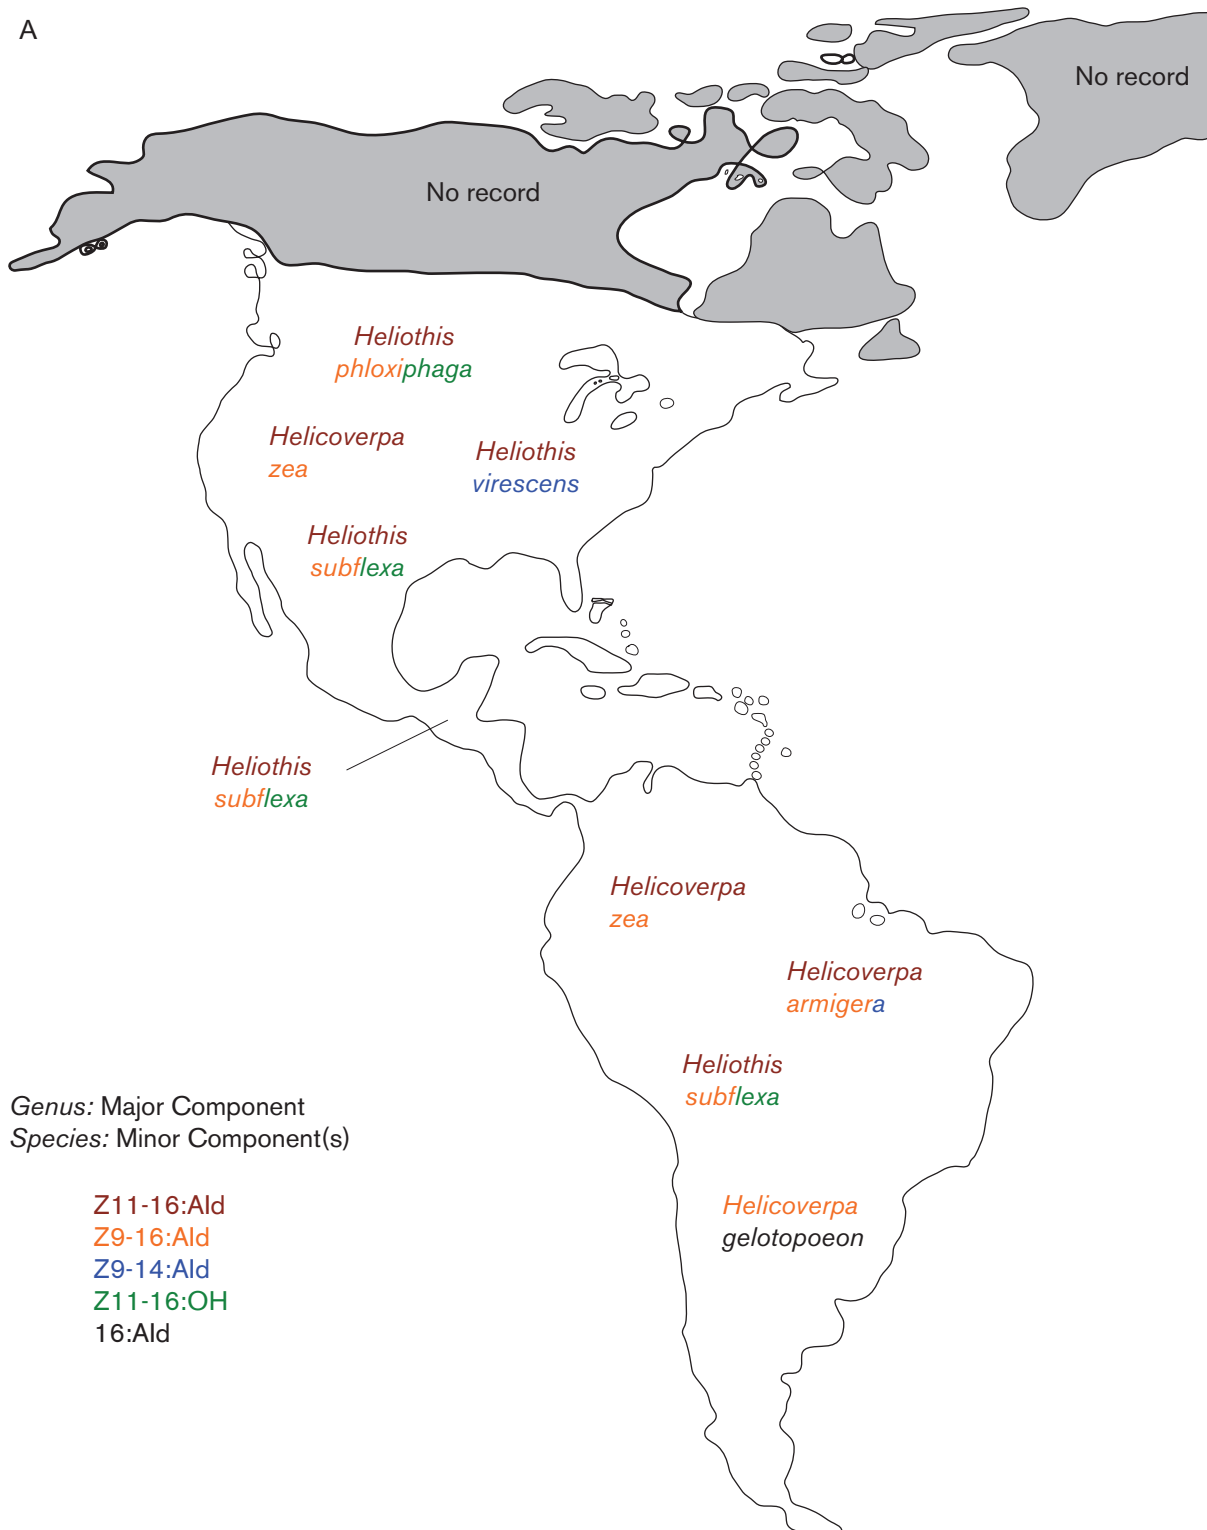 A
No record
No record
Heliothis
phloxiphaga
Helicoverpa
zea
Heliothis
virescens
Heliothis
subflexa
Heliothis
subflexa
Helicoverpa
zea
Helicoverpa
armigera
Heliothis
subflexa
Genus: Major Component
Species: Minor Component(s)
Helicoverpa
gelotopoeon
Z11-16:Ald
Z9-16:Ald
Z9-14:Ald
Z11-16:OH
16:Ald